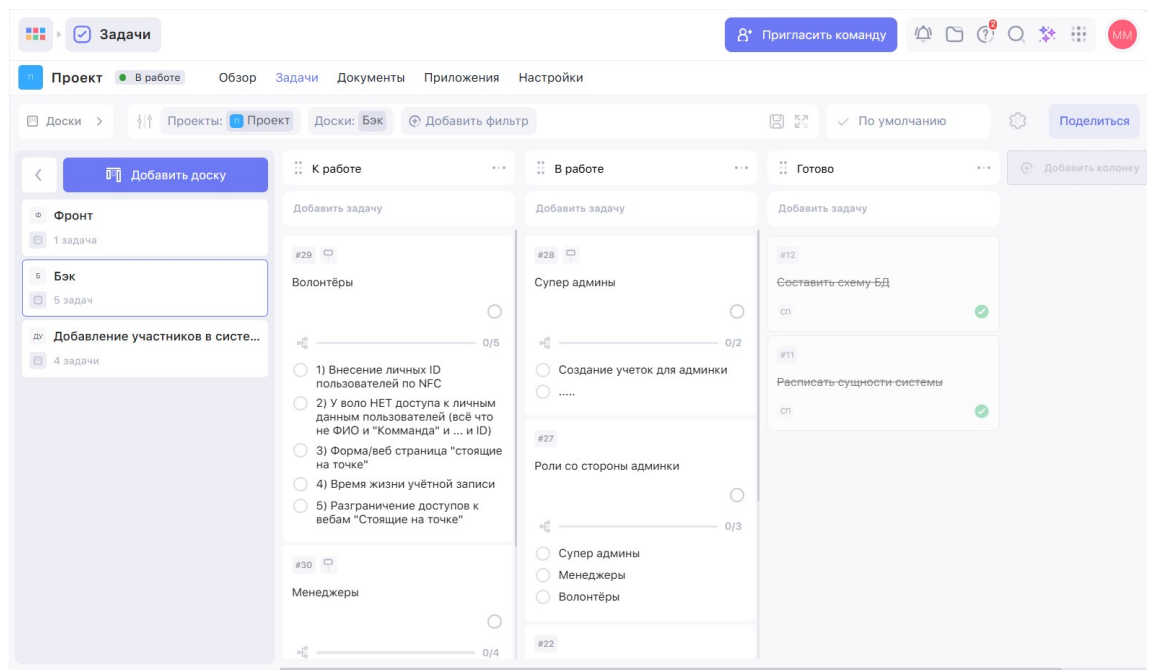 Задачи
Пригласить команду
2
ММ
П
Проект
В работе
Обзор
Задачи
Документы
Приложения
Настройки
Доски
Проекты: П Проект
Доски: Бэк
Добавить фильтр
По умолчанию
Поделиться
Добавить доску
Ф Фронт
1 задача
Б Бэк
5 задач
ДУ Добавление участников в систе...
4 задачи
К работе
Добавить задачу
#29
Волонтёры
0/5
1) Внесение личных ID
пользователей по NFC
2) У воло НЕТ доступа к личным
данным пользователей (всё что
не ФИО и "Комманда" и ... и ID)
3) Форма/веб страница "стоящие
на точке"
4) Время жизни учётной записи
5) Разграничение доступов к
вебам "Стоящие на точке"
#30
Менеджеры
0/4
В работе
Добавить задачу
#28
Супер админы
0/2
Создание учеток для админки
.....
#27
Роли со стороны админки
0/3
Супер админы
Менеджеры
Волонтёры
#22
Готово
Добавить задачу
#12
Составить схему БД
СП
#11
Расписать сущности системы
СП
Добавить колонку